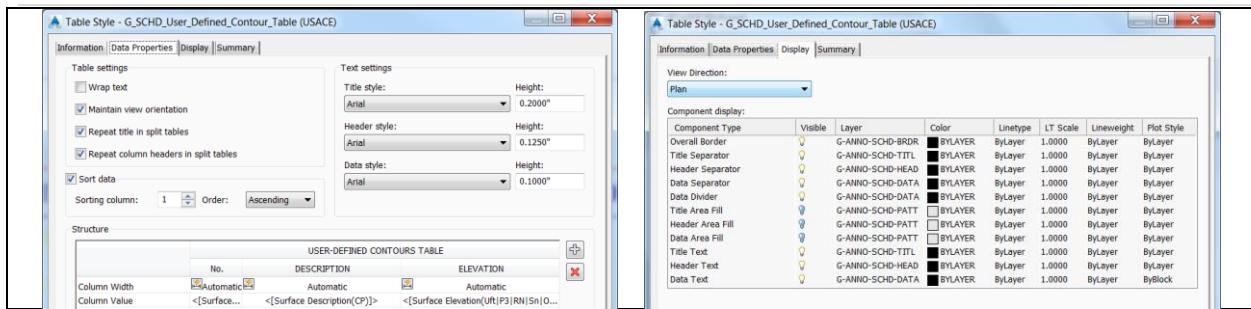 Table Style - G_SCHD_User_Defined_Contour_Table (USACE)
Information Data Properties Display Summary
Table settings
Wrap text
Maintain view orientation
Repeat title in split tables
Repeat column headers in split tables
Sort data
Sorting column: 1 Order: Ascending
Text settings
Title style: Height:
Arial 0.2000"
Header style: Height:
Arial 0.1250"
Data style: Height:
Arial 0.1000"
Structure
USER-DEFINED CONTOURS TABLE
No. DESCRIPTION ELEVATION
Column Width Automatic Automatic Automatic
Column Value <[Surface... <[Surface Description(CP)]> <[Surface Elevation(Uft|P3|RN|Sn|O...
Table Style - G_SCHD_User_Defined_Contour_Table (USACE)
Information Data Properties Display Summary
View Direction:
Plan
Component display:
Component Type Visible Layer Color Linetype LT Scale Lineweight Plot Style
Overall Border G-ANNO-SCHD-BRDR BYLAYER ByLayer 1.0000 ByLayer ByLayer
Title Separator G-ANNO-SCHD-TITL BYLAYER ByLayer 1.0000 ByLayer ByLayer
Header Separator G-ANNO-SCHD-HEAD BYLAYER ByLayer 1.0000 ByLayer ByLayer
Data Separator G-ANNO-SCHD-DATA BYLAYER ByLayer 1.0000 ByLayer ByLayer
Data Divider G-ANNO-SCHD-DATA BYLAYER ByLayer 1.0000 ByLayer ByLayer
Title Area Fill G-ANNO-SCHD-PATT BYLAYER ByLayer 1.0000 ByLayer ByLayer
Header Area Fill G-ANNO-SCHD-PATT BYLAYER ByLayer 1.0000 ByLayer ByLayer
Data Area Fill G-ANNO-SCHD-PATT BYLAYER ByLayer 1.0000 ByLayer ByLayer
Title Text G-ANNO-SCHD-TITL BYLAYER ByLayer 1.0000 ByLayer ByLayer
Header Text G-ANNO-SCHD-HEAD BYLAYER ByLayer 1.0000 ByLayer ByLayer
Data Text G-ANNO-SCHD-DATA BYLAYER ByLayer 1.0000 ByLayer ByBlock